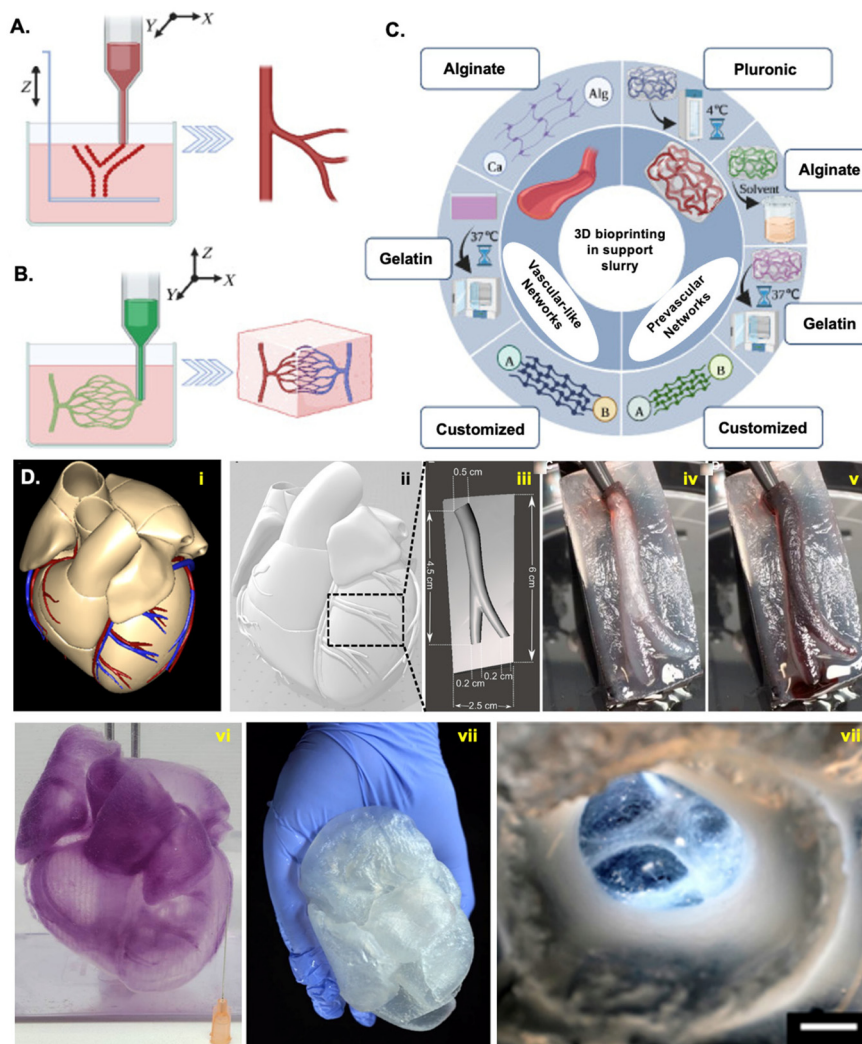 A.
Y
X
Z
B.
Z
Y
X
C.
Alginate
Pluronic
Alg
Ca
4℃
Alginate
Solvent
37℃
Gelatin
37℃
Gelatin
3D bioprinting
in support
slurry
Vascular-like
Networks
Prevascular
Networks
A
B
A
B
Customized
Customized
D.
i
ii
iii
iv
v
0.5 cm
4.5 cm
6 cm
0.2 cm
0.2 cm
2.5 cm
vi
vii
vii